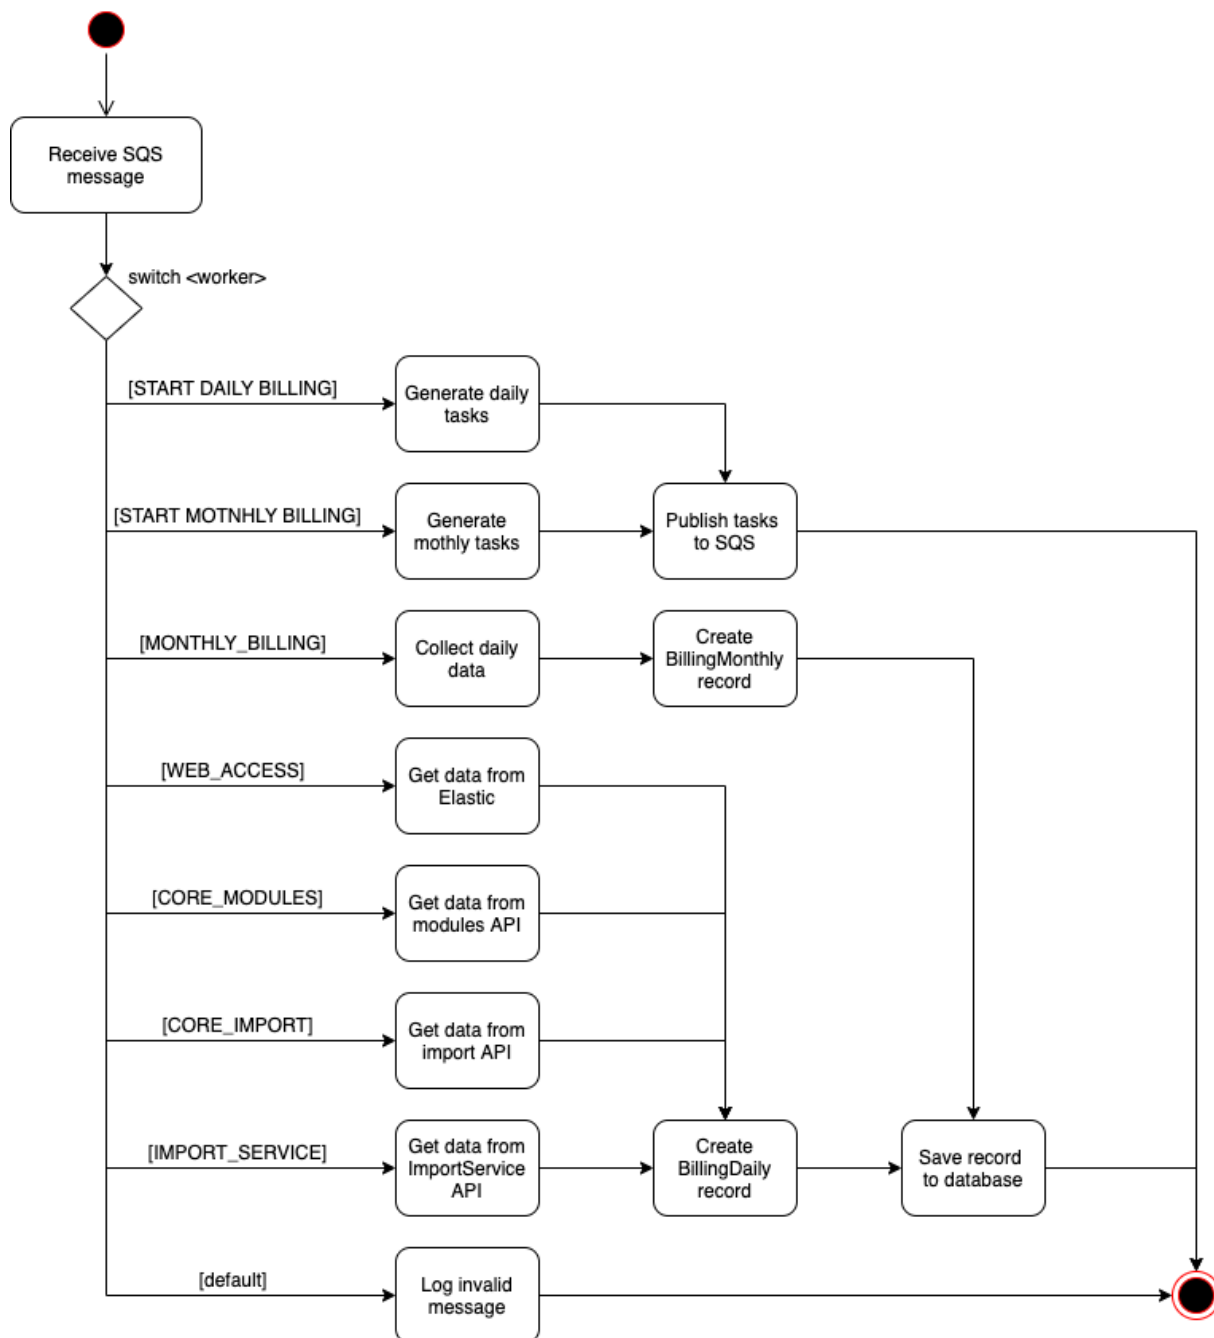 Receive SQS
message
switch <worker>
[START DAILY BILLING]
Generate daily
tasks
[START MOTNHLY BILLING]
Generate
mothly tasks
Publish tasks
to SQS
[MONTHLY_BILLING]
Collect daily
data
Create
BillingMonthly
record
[WEB_ACCESS]
Get data from
Elastic
[CORE_MODULES]
Get data from
modules API
[CORE_IMPORT]
Get data from
import API
[IMPORT_SERVICE]
Get data from
ImportService
API
Create
BillingDaily
record
Save record
to database
[default]
Log invalid
message